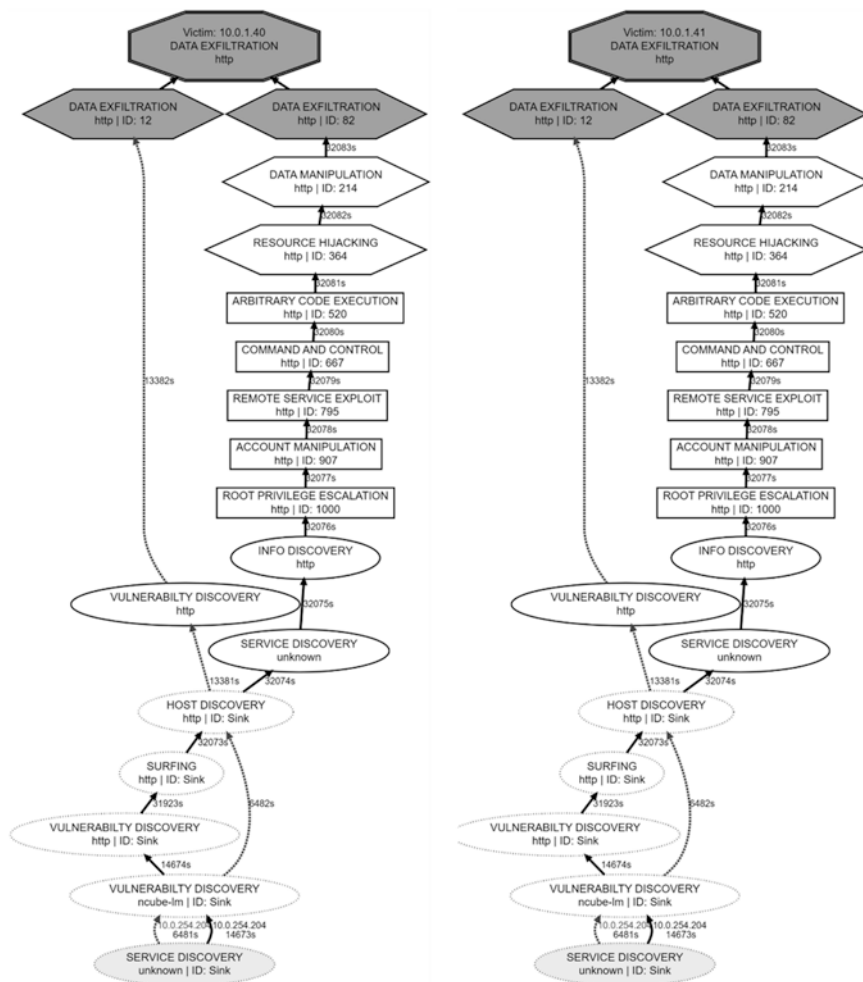 Victim: 10.0.1.40
DATA EXFILTRATION
http
DATA EXFILTRATION
http | ID: 12
DATA EXFILTRATION
http | ID: 82
32083s
DATA MANIPULATION
http | ID: 214
32082s
RESOURCE HIJACKING
http | ID: 364
32081s
ARBITRARY CODE EXECUTION
http | ID: 520
32080s
COMMAND AND CONTROL
http | ID: 667
13382s
32079s
REMOTE SERVICE EXPLOIT
http | ID: 795
32078s
ACCOUNT MANIPULATION
http | ID: 907
32077s
ROOT PRIVILEGE ESCALATION
http | ID: 1000
32076s
INFO DISCOVERY
http
32075s
VULNERABILTY DISCOVERY
http
SERVICE DISCOVERY
unknown
13381s
32074s
HOST DISCOVERY
http | ID: Sink
32073s
SURFING
http | ID: Sink
31923s
6482s
VULNERABILTY DISCOVERY
http | ID: Sink
14674s
VULNERABILTY DISCOVERY
ncube-lm | ID: Sink
10.0.254.204
6481s
10.0.254.204
14673s
SERVICE DISCOVERY
unknown | ID: Sink
Victim: 10.0.1.41
DATA EXFILTRATION
http
DATA EXFILTRATION
http | ID: 12
DATA EXFILTRATION
http | ID: 82
32083s
DATA MANIPULATION
http | ID: 214
32082s
RESOURCE HIJACKING
http | ID: 364
32081s
ARBITRARY CODE EXECUTION
http | ID: 520
32080s
COMMAND AND CONTROL
http | ID: 667
13382s
32079s
REMOTE SERVICE EXPLOIT
http | ID: 795
32078s
ACCOUNT MANIPULATION
http | ID: 907
32077s
ROOT PRIVILEGE ESCALATION
http | ID: 1000
32076s
INFO DISCOVERY
http
32075s
VULNERABILTY DISCOVERY
http
SERVICE DISCOVERY
unknown
13381s
32074s
HOST DISCOVERY
http | ID: Sink
32073s
SURFING
http | ID: Sink
31923s
6482s
VULNERABILTY DISCOVERY
http | ID: Sink
14674s
VULNERABILTY DISCOVERY
ncube-lm | ID: Sink
10.0.254.204
6481s
10.0.254.204
14673s
SERVICE DISCOVERY
unknown | ID: Sink